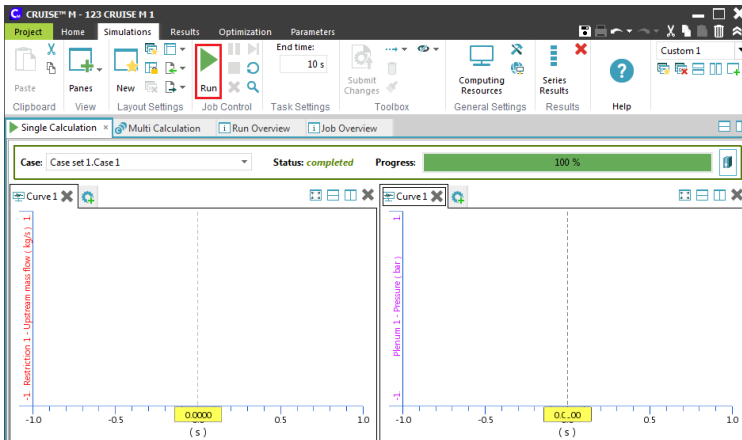 CRUISE™ M - 123 CRUISE M 1
Project Home Simulations Results Optimization Parameters
End time:
10 s
Custom 1
Paste Panes New Run Submit Changes Computing Resources Series Results Help
Clipboard View Layout Settings Job Control Task Settings Toolbox General Settings Results Help
Single Calculation Multi Calculation Run Overview Job Overview
Case: Case set 1.Case 1 Status: completed Progress: 100 %
Curve 1 Curve 1
Restriction 1 - Upstream mass flow ( kg/s )
1
-1
0.0000
-1.0 -0.5 0.5 1.0
( s )
Plenum 1 - Pressure ( bar )
1
-1
-1.0 -0.5 0.5 1.0
( s )